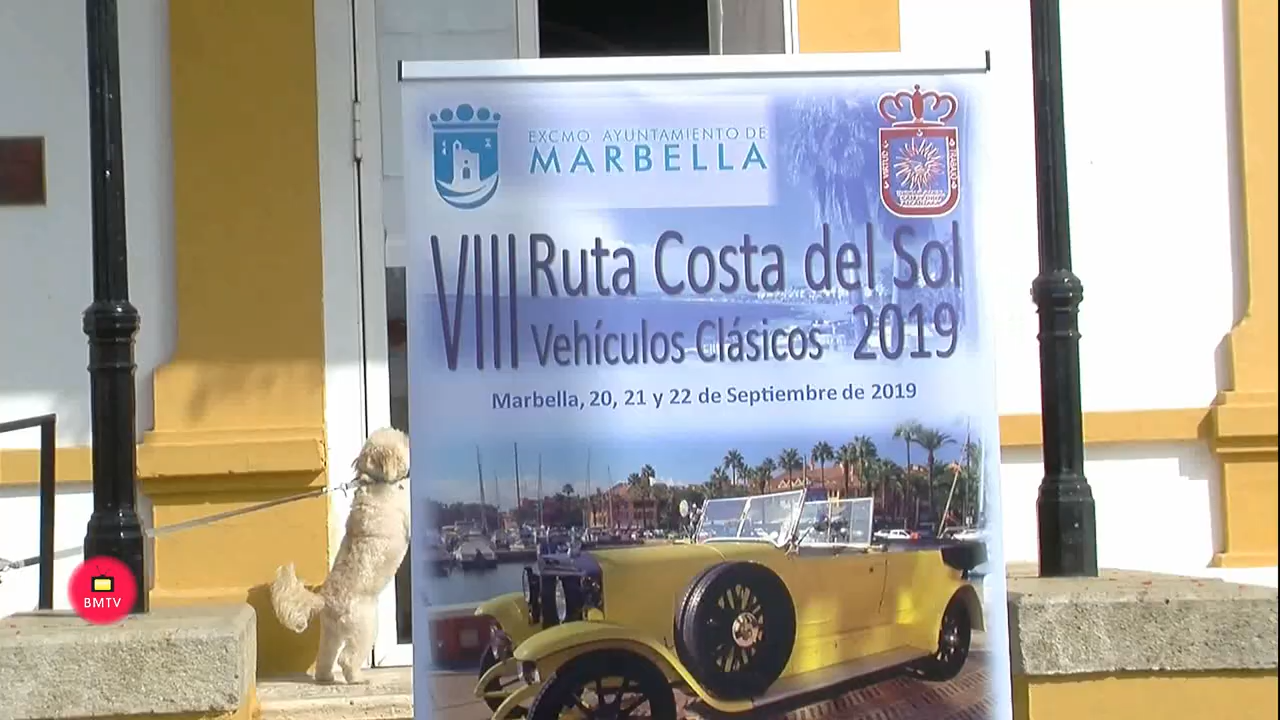 EXCMO AYUNTAMIENTO DE
MARBELLA
VIII Ruta Costa del Sol
Vehículos Clásicos 2019
Marbella, 20, 21 y 22 de Septiembre de 2019
BMTV